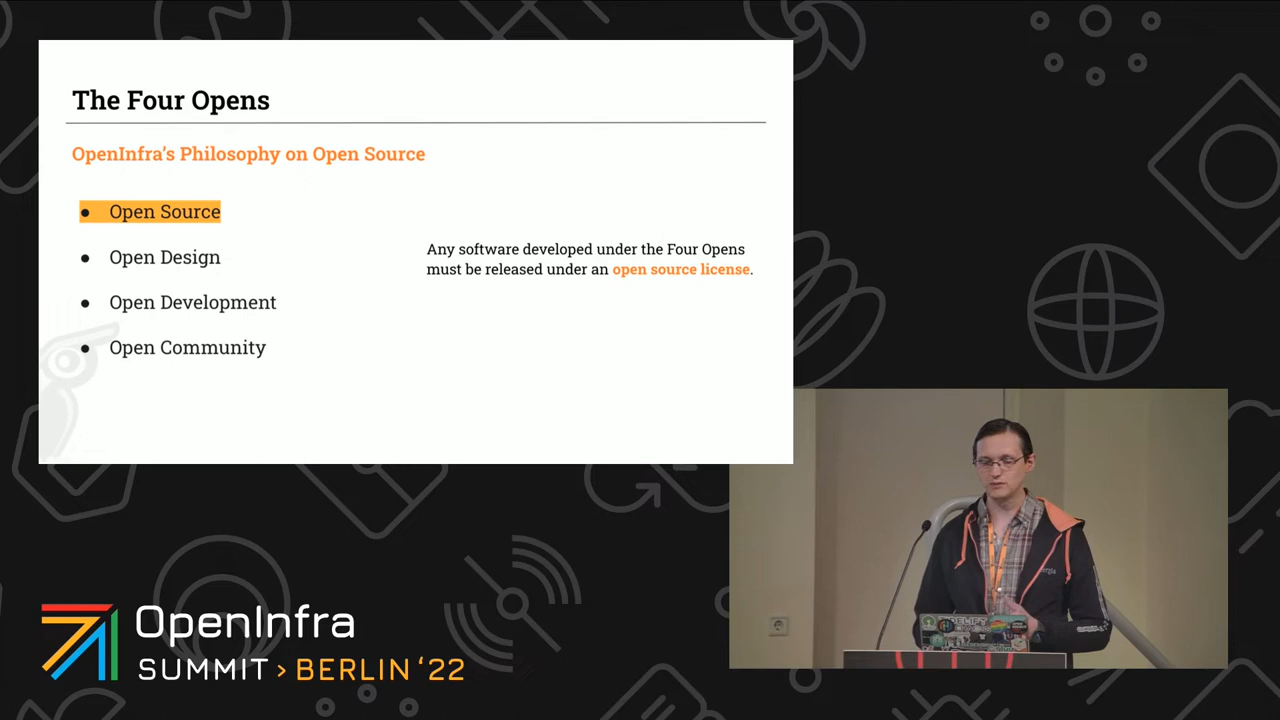 The Four Opens
OpenInfra's Philosophy on Open Source
● Open Source
● Open Design
● Open Development
● Open Community
Any software developed under the Four Opens
must be released under an open source license.
OpenInfra
SUMMIT > BERLIN ‘22